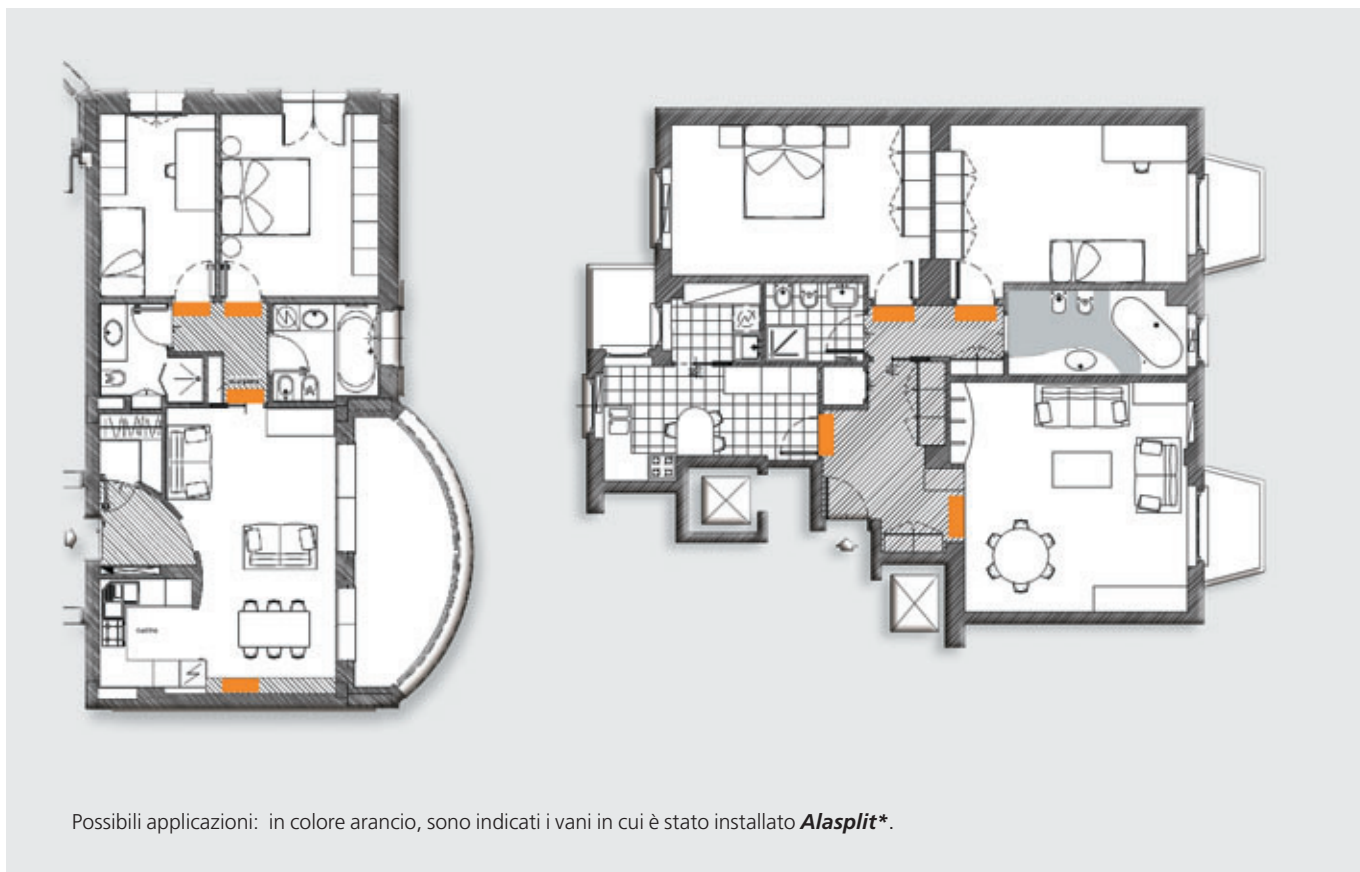 Possibili applicazioni: in colore arancio, sono indicati i vani in cui è stato installato Alasplit*.